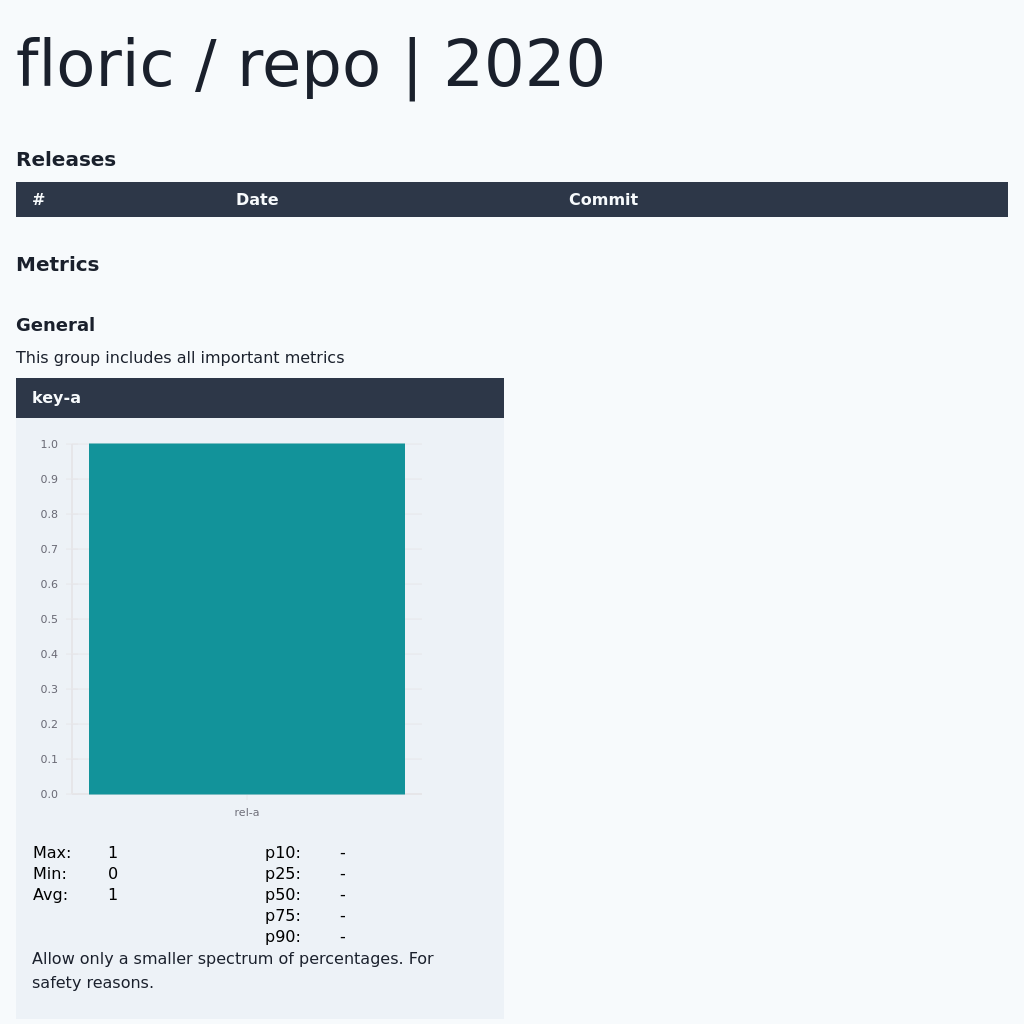 floric / repo | 2020
Releases
# Date Commit
Metrics
General
This group includes all important metrics
key-a
1.0
0.9
0.8
0.7
0.6
0.5
0.4
0.3
0.2
0.1
0.0
rel-a
Max: 1 p10: -
Min: 0 p25: -
Avg: 1 p50: -
p75: -
p90: -
Allow only a smaller spectrum of percentages. For
safety reasons.